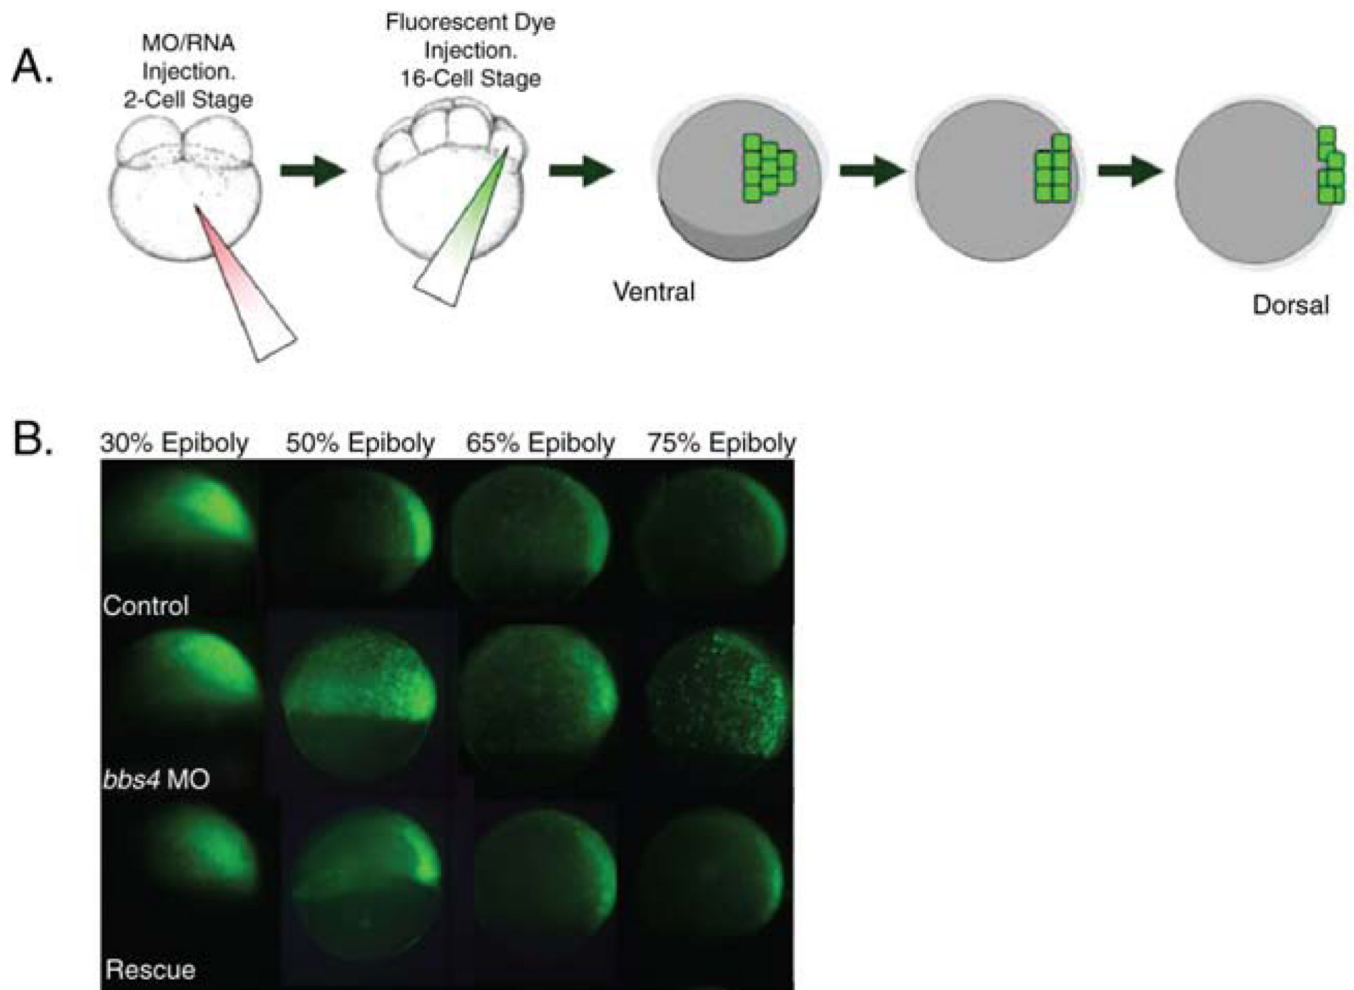 A.
MO/RNA
Injection.
2-Cell Stage
Fluorescent Dye
Injection.
16-Cell Stage
Ventral
Dorsal
B.
30% Epiboly 50% Epiboly 65% Epiboly 75% Epiboly
Control
bbs4 MO
Rescue